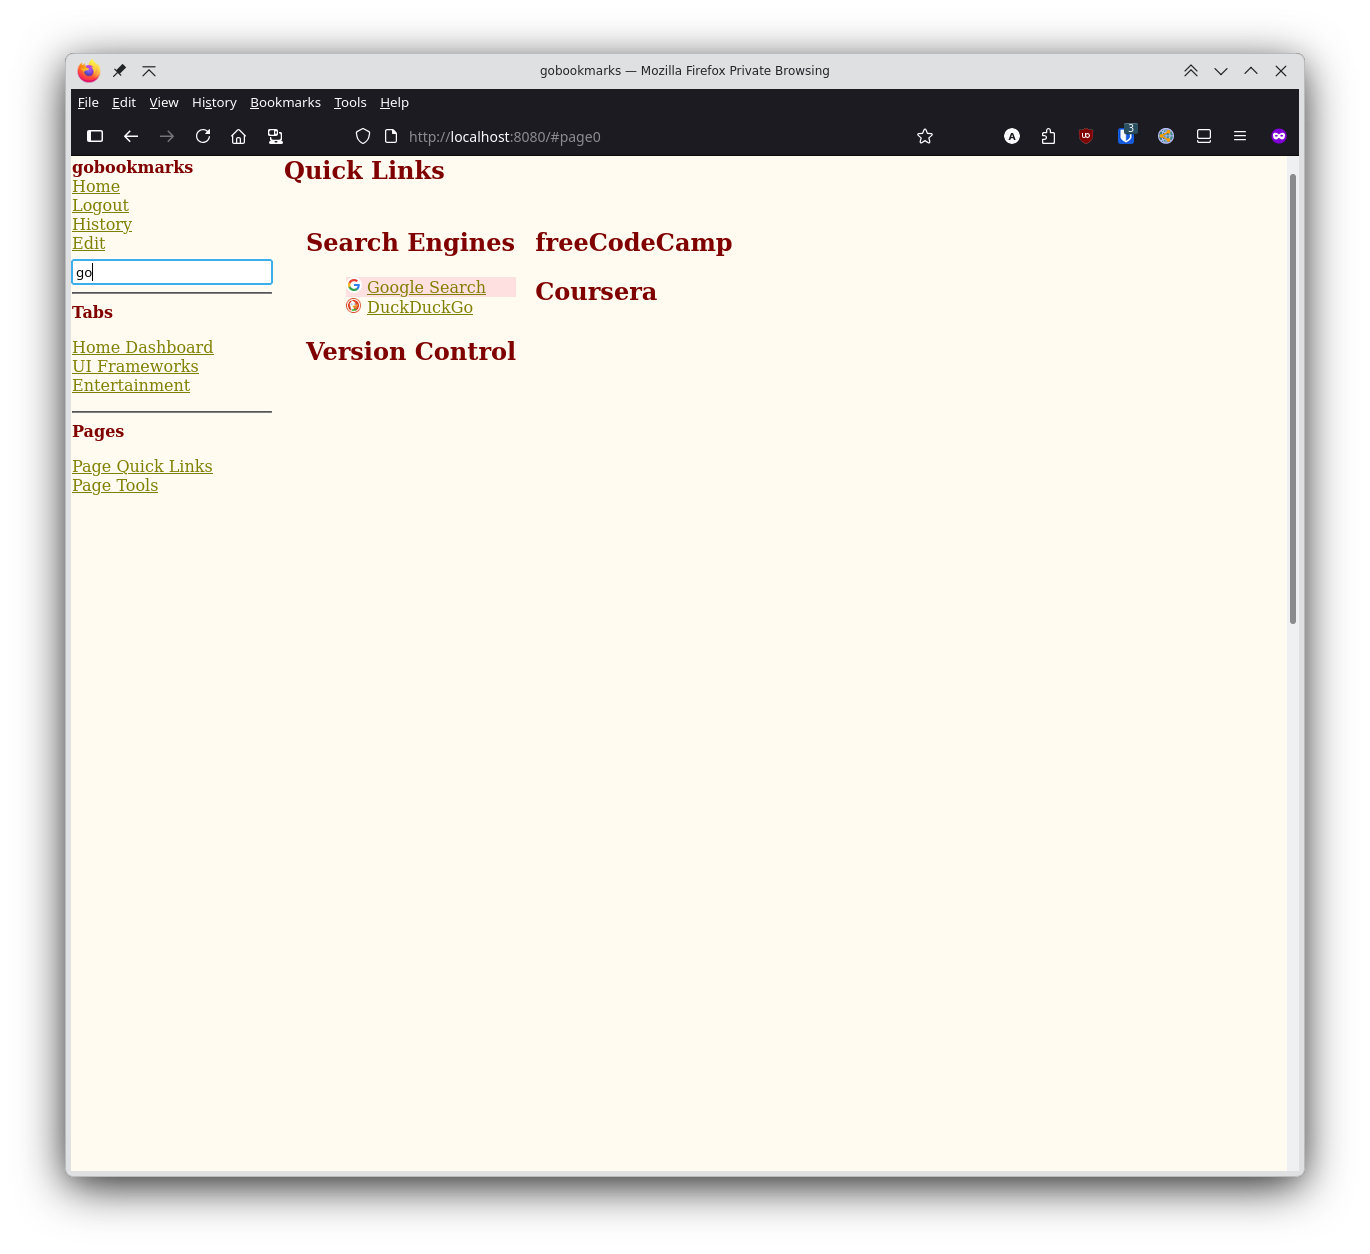 gobookmarks — Mozilla Firefox Private Browsing
File Edit View History Bookmarks Tools Help
http://localhost:8080/#page0
A
UD
3
gobookmarks
Home
Logout
History
Edit
go
Tabs
Home Dashboard
UI Frameworks
Entertainment
Pages
Page Quick Links
Page Tools
Quick Links
Search Engines
Google Search
DuckDuckGo
Version Control
freeCodeCamp
Coursera